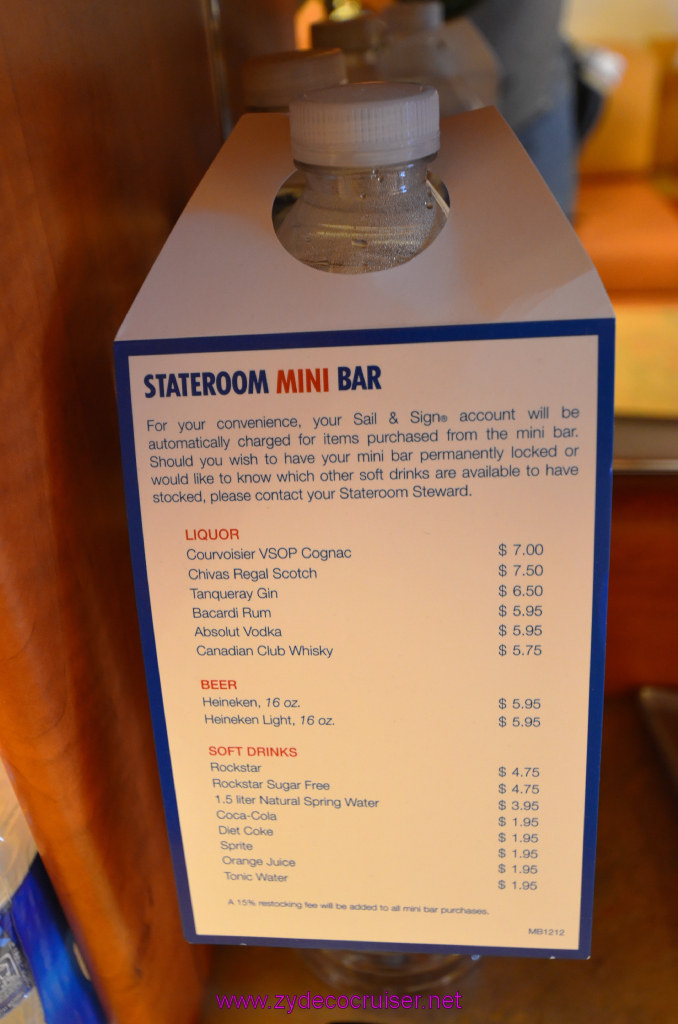 STATEROOM MINI BAR
For your convenience, your Sail & Sign® account will be
automatically charged for items purchased from the mini bar.
Should you wish to have your mini bar permanently locked or
would like to know which other soft drinks are available to have
stocked, please contact your Stateroom Steward.
LIQUOR
Courvoisier VSOP Cognac $ 7.00
Chivas Regal Scotch $ 7.50
Tanqueray Gin $ 6.50
Bacardi Rum $ 5.95
Absolut Vodka $ 5.95
Canadian Club Whisky $ 5.75
BEER
Heineken, 16 oz. $ 5.95
Heineken Light, 16 oz. $ 5.95
SOFT DRINKS
Rockstar $ 4.75
Rockstar Sugar Free $ 4.75
1.5 liter Natural Spring Water $ 3.95
Coca-Cola $ 1.95
Diet Coke $ 1.95
Sprite $ 1.95
Orange Juice $ 1.95
Tonic Water $ 1.95
A 15% restocking fee will be added to all mini bar purchases.
MB1212
www.zydecocruiser.net